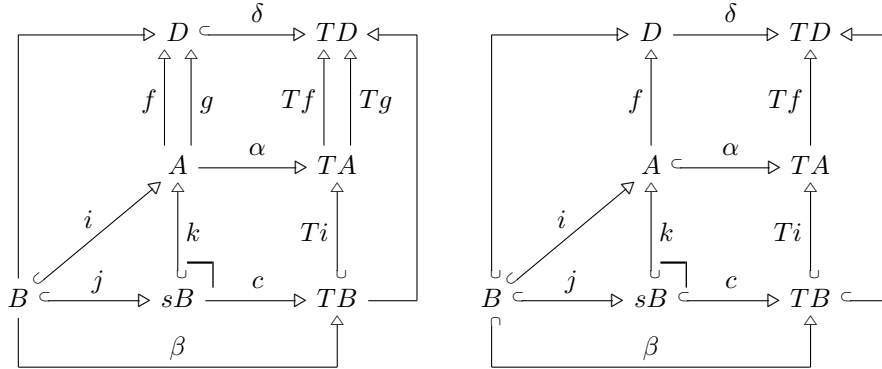 D δ TD D δ TD
f g Tf Tg f Tf
A α TA A α TA
i k Ti i k Ti
B j sB c TB B j sB c TB
β β